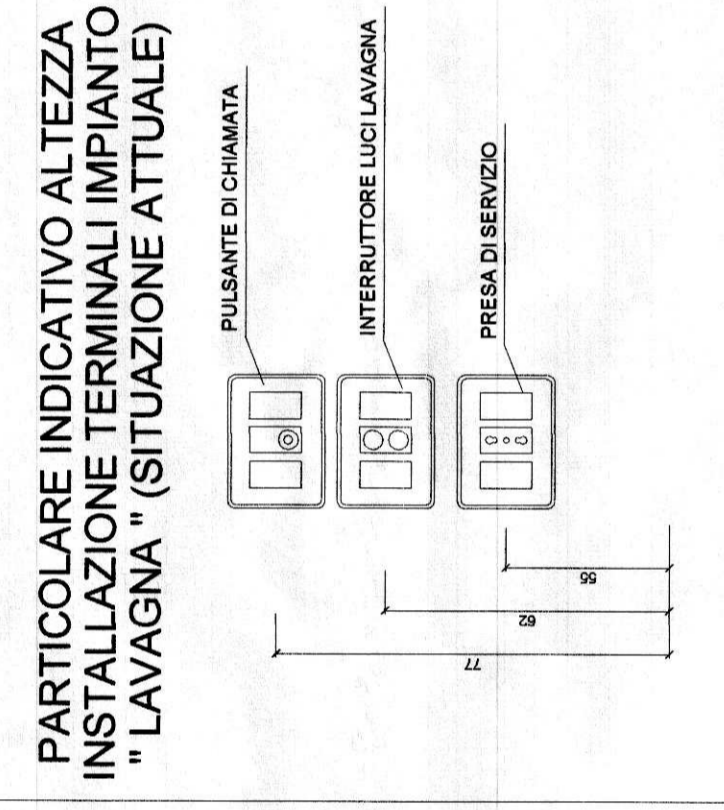 PARTICOLARE INDICATIVO ALTEZZA
INSTALLAZIONE TERMINALI IMPIANTO
" LAVAGNA " (SITUAZIONE ATTUALE)
PULSANTE DI CHIAMATA
INTERRUTTORE LUCI LAVAGNA
PRESA DI SERVIZIO
55
62
77